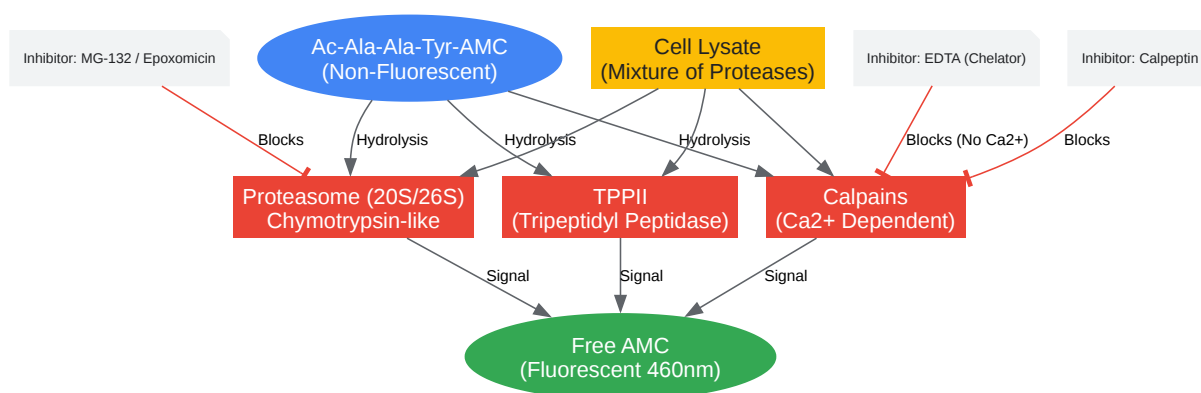 Inhibitor: MG-132 / Epoxomicin
Ac-Ala-Ala-Tyr-AMC
(Non-Fluorescent)
Cell Lysate
(Mixture of Proteases)
Inhibitor: EDTA (Chelator)
Inhibitor: Calpeptin
Blocks
Hydrolysis
Hydrolysis
Hydrolysis
Blocks (No Ca2+)
Blocks
Proteasome (20S/26S)
Chymotrypsin-like
TPPII
(Tripeptidyl Peptidase)
Calpains
(Ca2+ Dependent)
Signal
Signal
Signal
Free AMC
(Fluorescent 460nm)